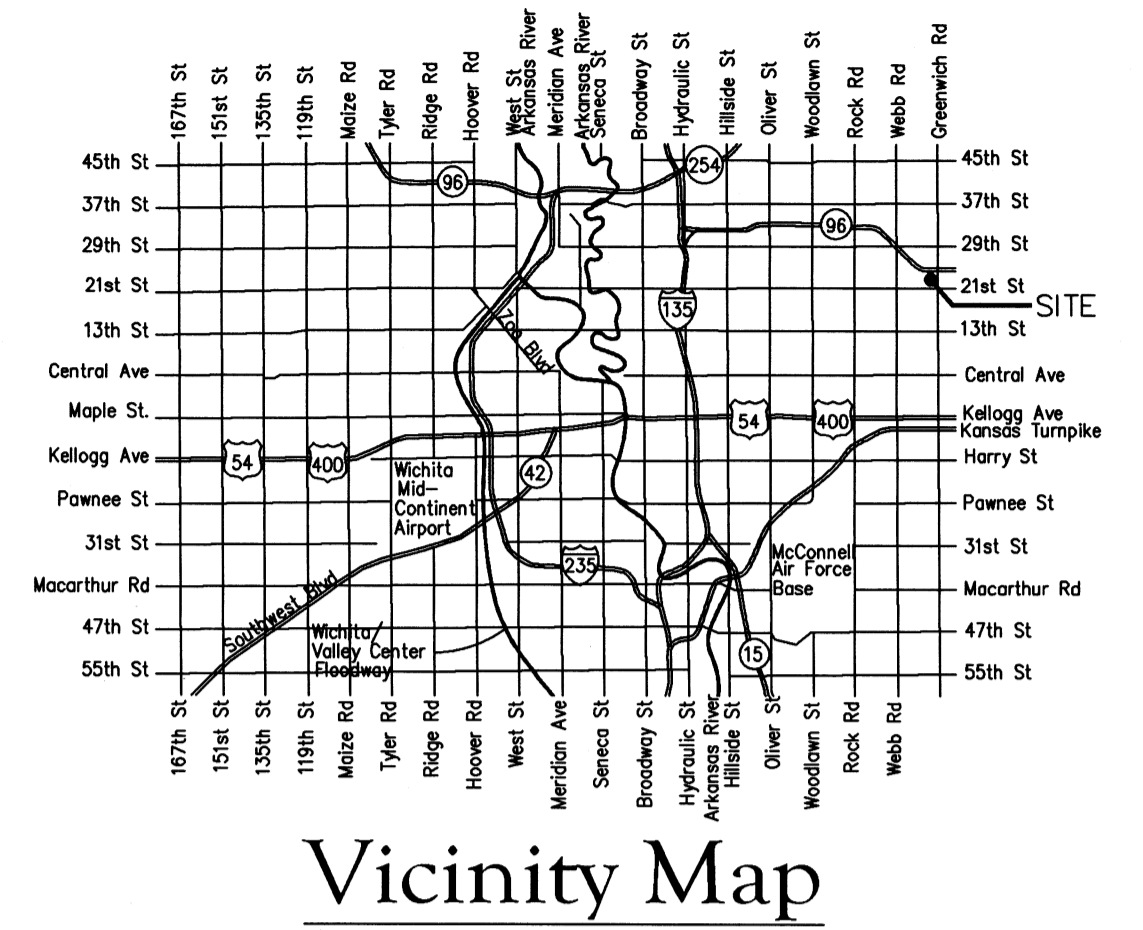 167th St
151st St
135th St
119th St
Maize Rd
Tyler Rd
Ridge Rd
Hoover Rd
West St
Arkansas River
Meridian Ave
Arkansas River
Seneca St
Broadway St
Hydraulic St
Hillside St
Oliver St
Woodlawn St
Rock Rd
Webb Rd
Greenwich Rd
45th St
254
45th St
96
37th St
37th St
96
29th St
29th St
21st St
21st St
SITE
135
13th St
Zoo Blvd
13th St
Central Ave
Central Ave
Maple St.
54
400
Kellogg Ave
Kansas Turnpike
Kellogg Ave
54
400
Harry St
Wichita
Mid-
Continent
Airport
42
Pawnee St
Pawnee St
31st St
31st St
McConnell
Air Force
Base
235
Macarthur Rd
Macarthur Rd
Southwest Blvd
47th St
Wichita/
Valley Center
Floodway
47th St
15
55th St
55th St
167th St
151st St
135th St
119th St
Maize Rd
Tyler Rd
Ridge Rd
Hoover Rd
West St
Meridian Ave
Seneca St
Broadway St
Hydraulic St
Arkansas River
Hillside St
Oliver St
Woodlawn St
Rock Rd
Webb Rd
Vicinity Map